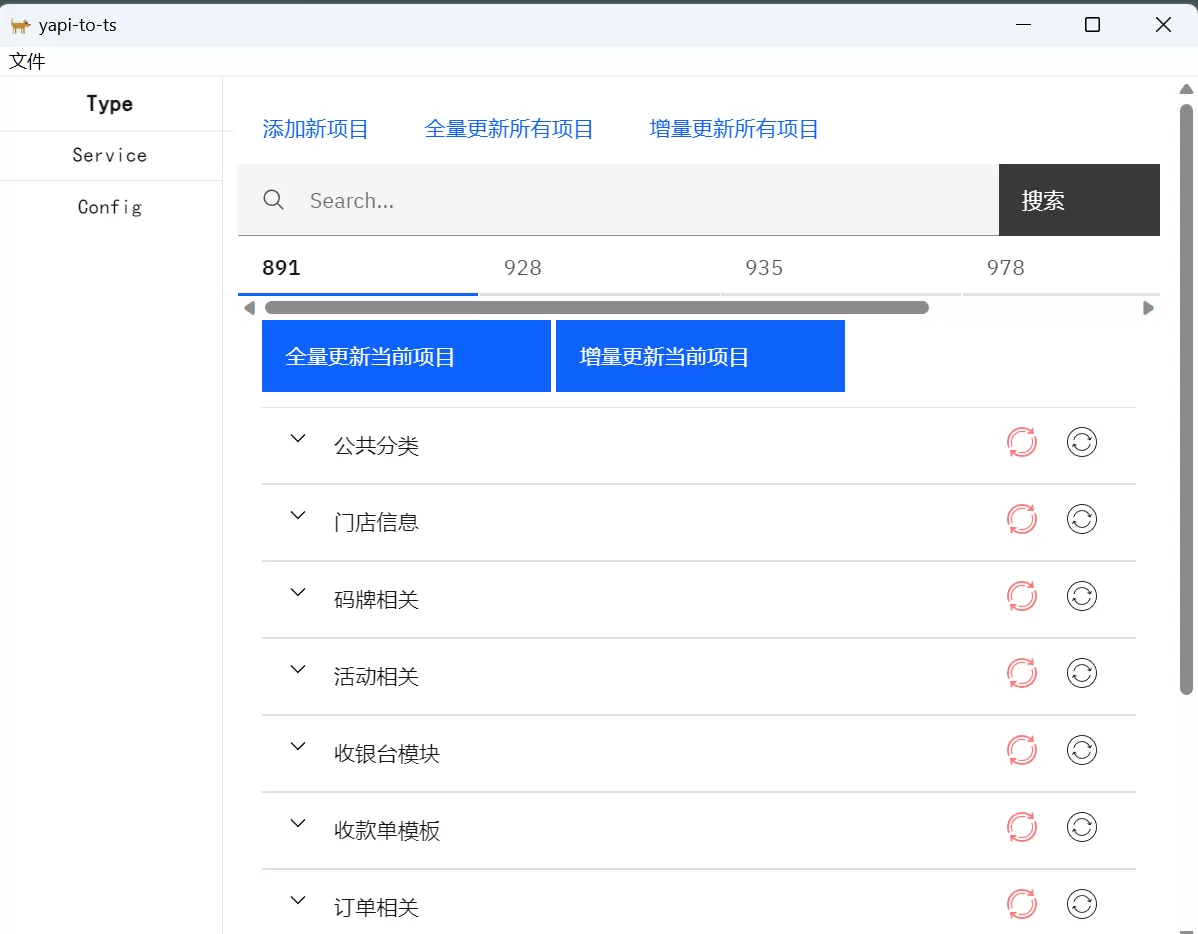 yapi-to-ts
文件
Type
Service
Config
添加新项目 全量更新所有项目 增量更新所有项目
Search... 搜索
891 928 935 978
全量更新当前项目 增量更新当前项目
公共分类
门店信息
码牌相关
活动相关
收银台模块
收款单模板
订单相关